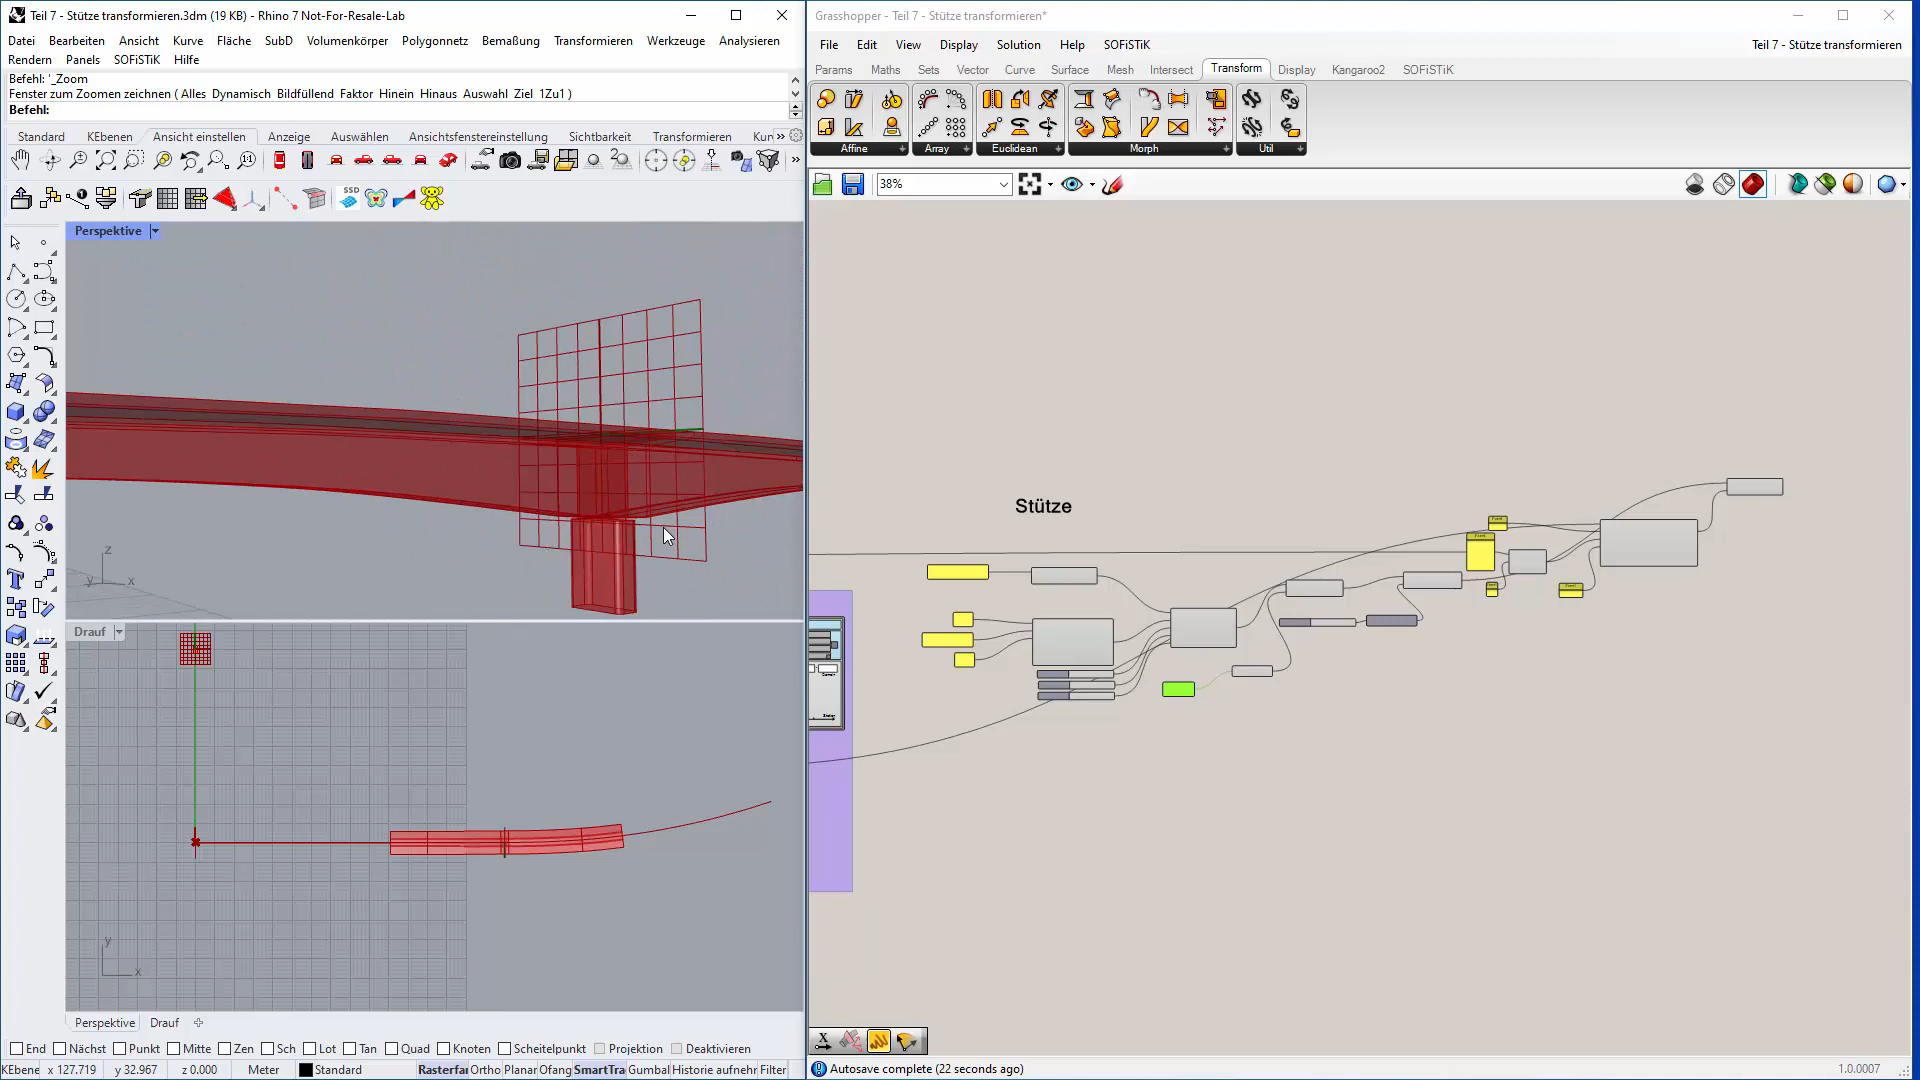 Teil 7 - Stütze transformieren.3dm (19 KB) - Rhino 7 Not-For-Resale-Lab
Datei Bearbeiten Ansicht Kurve Fläche SubD Volumenkörper Polygonnetz Bemaßung Transformieren Werkzeuge Analysieren
Rendern Panels SOFiSTiK Hilfe
Befehl: '_Zoom
Fenster zum Zoomen zeichnen ( Alles Dynamisch Bildfüllend Faktor Hinein Hinaus Auswahl Ziel 1Zu1 )
Befehl:
Standard KEbenen Ansicht einstellen Anzeige Auswählen Ansichtsfenstereinstellung Sichtbarkeit Transformieren Kur
SSD
Perspektive
z
y x
Drauf
y
x
Perspektive Drauf
End Nächst Punkt Mitte Zen Sch Lot Tan Quad Knoten Scheitelpunkt Projektion Deaktivieren
KEbene x 127.719 y 32.967 z 0.000 Meter Standard Rasterfa Ortho Planar Ofang SmartTra Gumbal Historie aufnehr Filter
Grasshopper - Teil 7 - Stütze transformieren*
File Edit View Display Solution Help SOFiSTiK
Teil 7 - Stütze transformieren
Params Maths Sets Vector Curve Surface Mesh Intersect Transform Display Kangaroo2 SOFiSTiK
Affine Array Euclidean Morph Util
38%
Stütze
Autosave complete (22 seconds ago)
1.0.0007